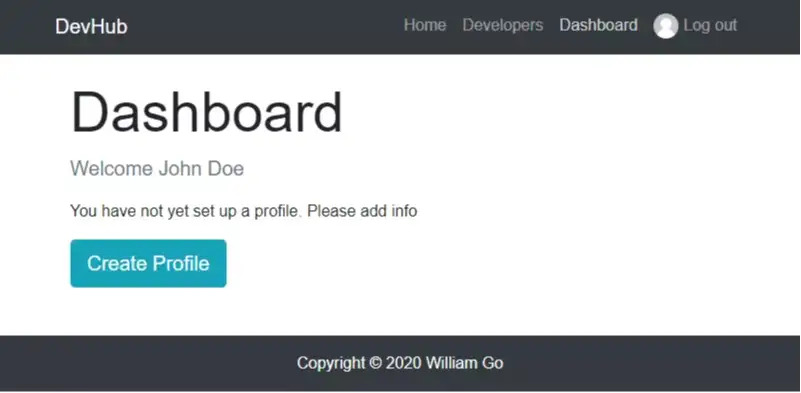 DevHub Home Developers Dashboard Log out
Dashboard
Welcome John Doe
You have not yet set up a profile. Please add info
Create Profile
Copyright © 2020 William Go